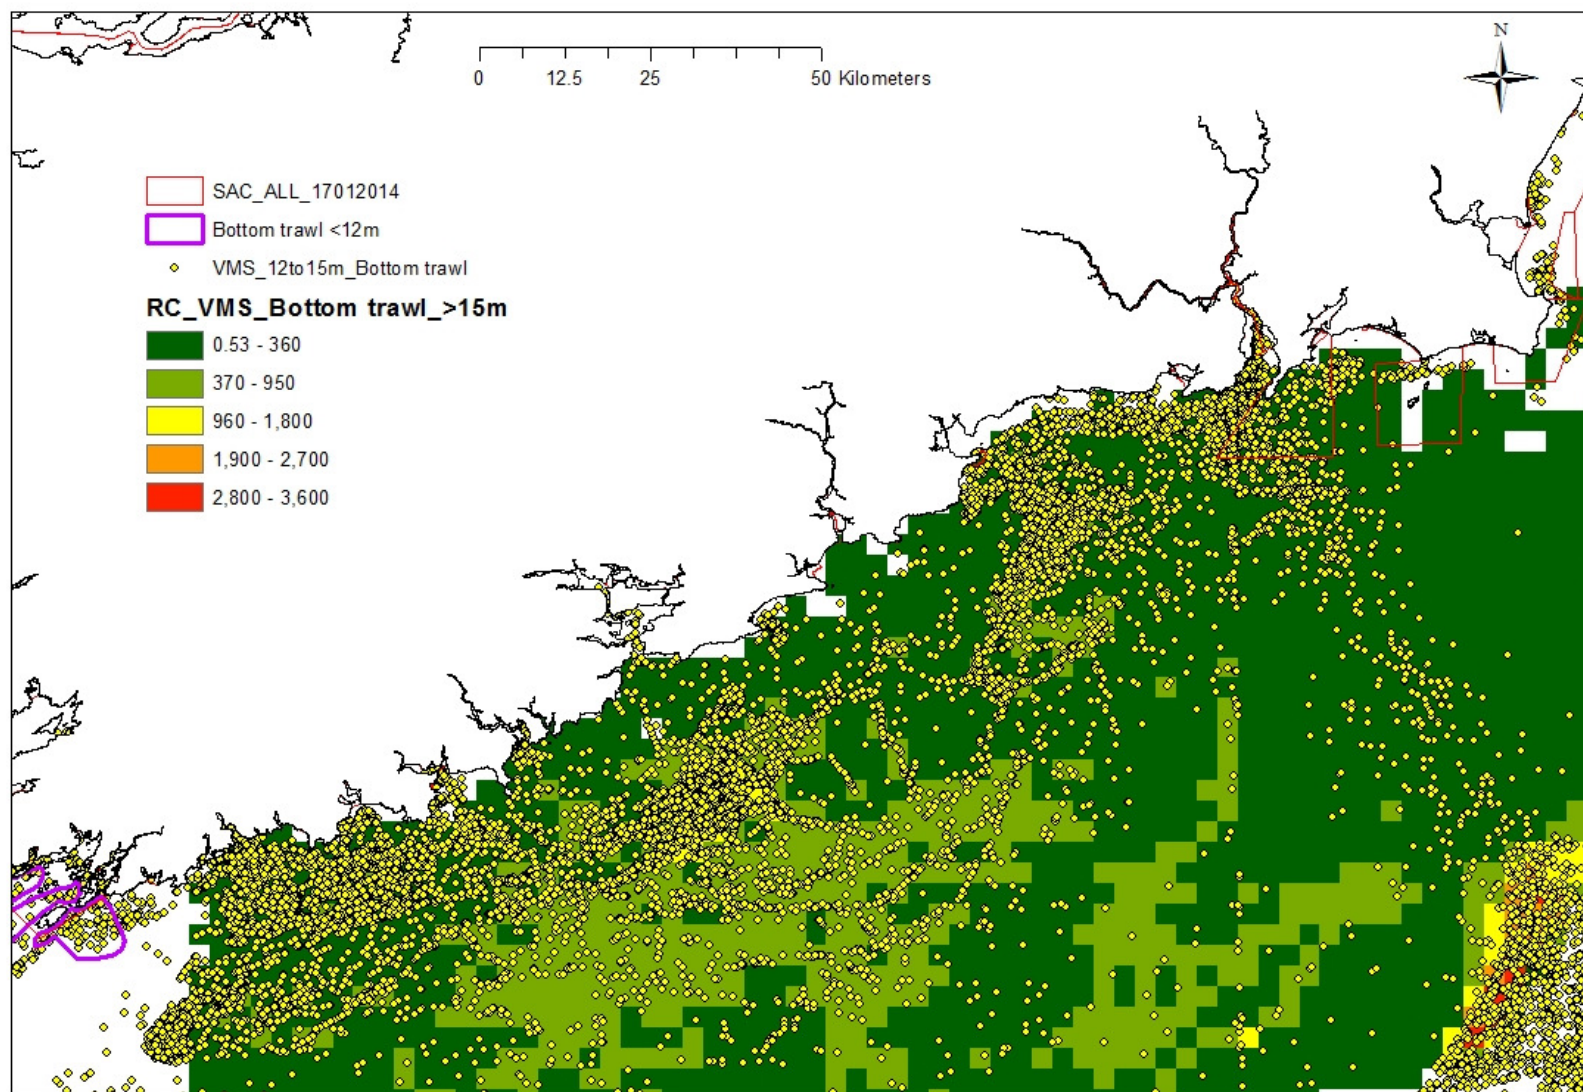 N
0 12.5 25 50 Kilometers
SAC_ALL_17012014
Bottom trawl <12m
VMS_12to15m_Bottom trawl
RC_VMS_Bottom trawl_>15m
0.53 - 360
370 - 950
960 - 1,800
1,900 - 2,700
2,800 - 3,600